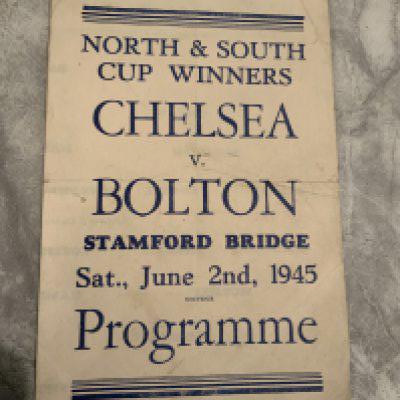 NORTH & SOUTH
CUP WINNERS
CHELSEA
v.
BOLTON
STAMFORD BRIDGE
Sat., June 2nd, 1945
Programme